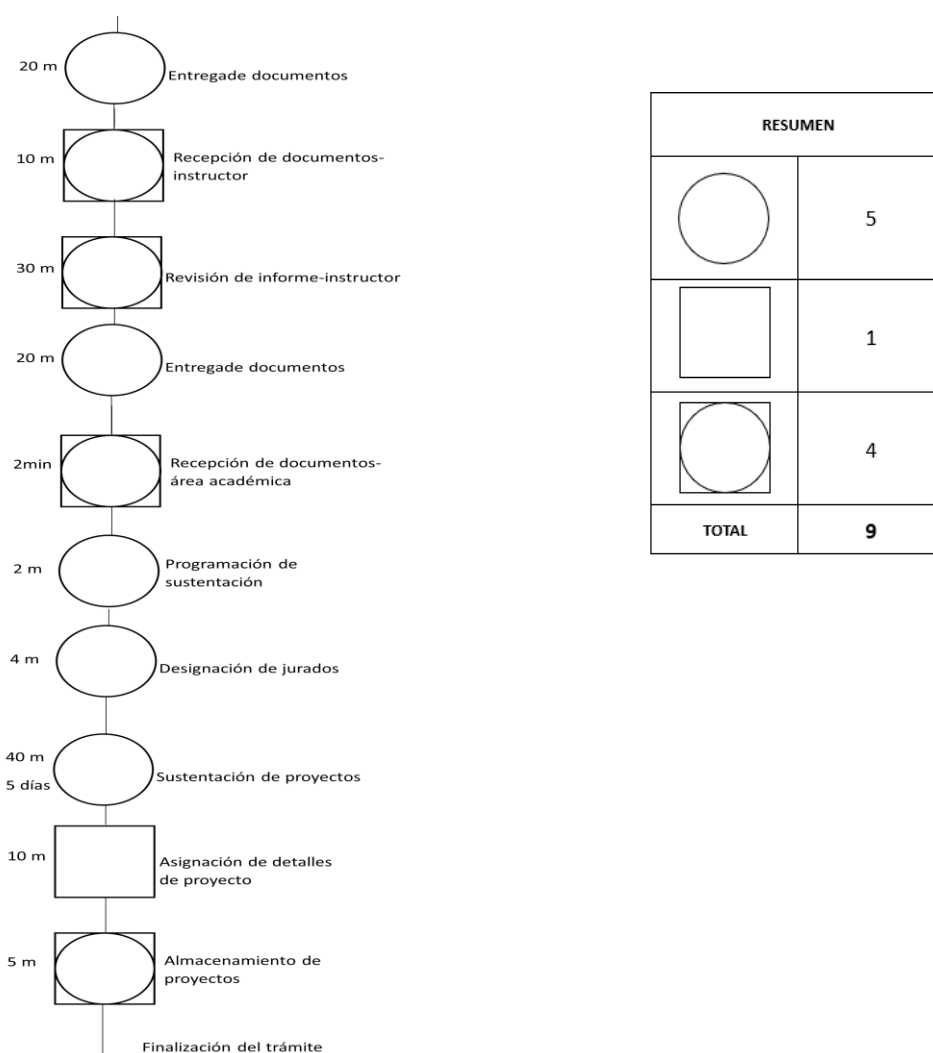 20 m
Entregade documentos
10 m
Recepción de documentos-
instructor
30 m
Revisión de informe-instructor
20 m
Entregade documentos
2min
Recepción de documentos-
área académica
2 m
Programación de
sustentación
4 m
Designación de jurados
40 m
5 días
Sustentación de proyectos
10 m
Asignación de detalles
de proyecto
5 m
Almacenamiento de
proyectos
Finalización del trámite
RESUMEN
5
1
4
TOTAL 9